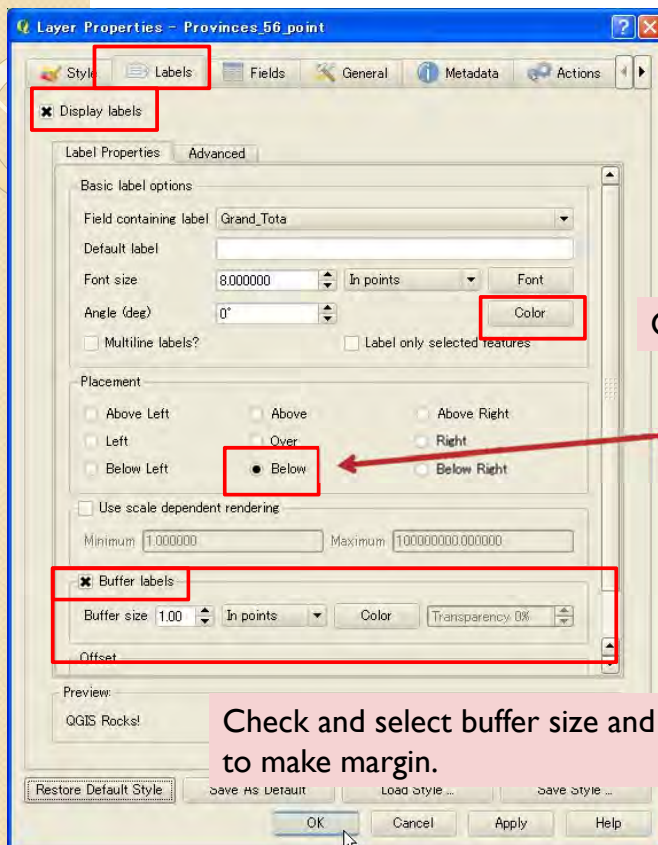 Layer Properties - Provinces_56_point
Style Labels Fields General Metadata Actions
Display labels
Label Properties Advanced
Basic label options
Field containing label Grand_Tota
Default label
Font size 8.000000 In points Font
Angle (deg) 0° Color
Multiline labels? Label only selected features
C
Placement
Above Left Above Above Right
Left Over Right
Below Left Below Below Right
Use scale dependent rendering
Minimum 1.000000 Maximum 100000000.000000
Buffer labels
Buffer size 1.00 In points Color Transparency 0%
Offset
Preview:
QGIS Rocks!
Check and select buffer size and
to make margin.
Restore Default Style Save As Default Load Style ... Save Style ...
OK Cancel Apply Help